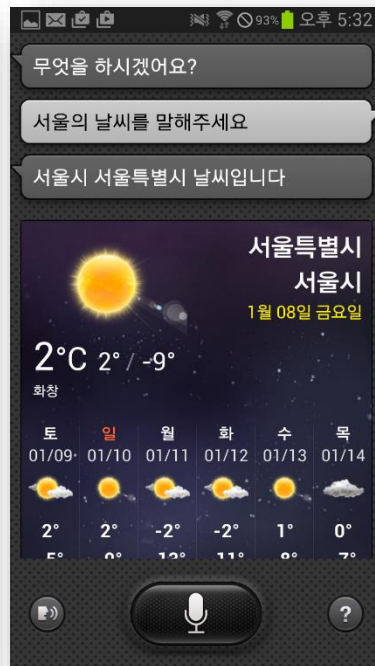 93% 오후 5:32
무엇을 하시겠어요?
서울의 날씨를 말해주세요
서울시 서울특별시 날씨입니다
서울특별시
서울시
1월 08일 금요일
2°C 2° / -9°
화창
토 일 월 화 수 목
01/09 01/10 01/11 01/12 01/13 01/14
2° 2° -2° -2° 1° 0°
?